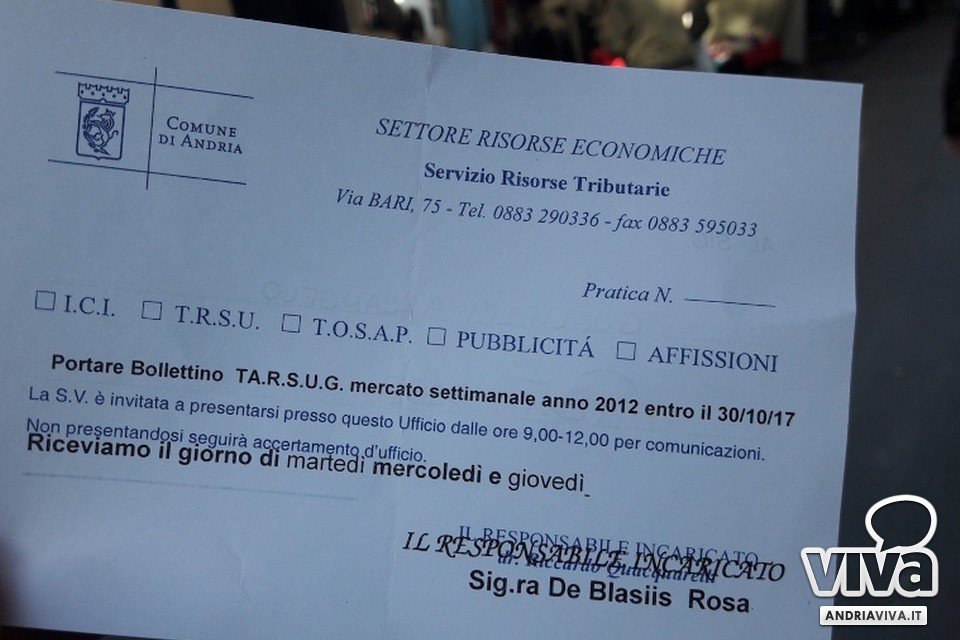 COMUNE
DI ANDRIA
SETTORE RISORSE ECONOMICHE
Servizio Risorse Tributarie
Via BARI, 75 - Tel. 0883 290336 - fax 0883 595033
Pratica N.
I.C.I. T.R.S.U. T.O.S.A.P. PUBBLICITÁ AFFISSIONI
Portare Bollettino TA.R.S.U.G. mercato settimanale anno 2012 entro il 30/10/17
La S.V. è invitata a presentarsi presso questo Ufficio dalle ore 9,00-12,00 per comunicazioni.
Non presentandosi seguirà accertamento d'ufficio.
Riceviamo il giorno di martedì mercoledì e giovedì
IL RESPONSABILE INCARICATO
IL RESPONSABILE INCARICATO
dr. Riccardo Quacquarelli
Sig.ra De Blasiis Rosa
viva
ANDRIAVIVA.IT